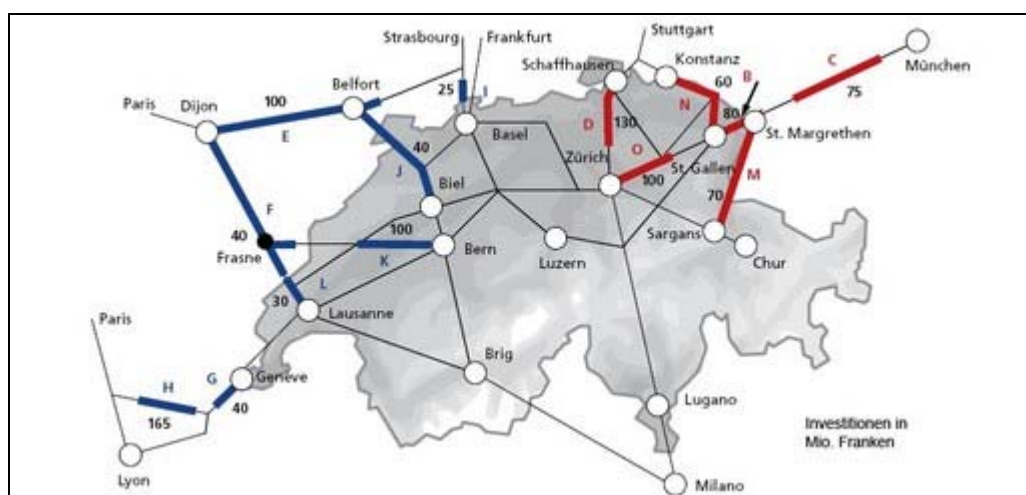 Strasbourg
Frankfurt
Stuttgart
Schaffhausen
Konstanz
60
B
C
München
Belfort
25
I
N
75
Paris
Dijon
100
80
St. Margrethen
E
Basel
D
130
40
Zürich
O
St. Gallen
M
J
100
Biel
70
F
100
40
Frasne
K
Bern
Sargans
Luzern
Chur
L
30
Lausanne
Paris
Brig
H
G
Genève
165
40
Lugano
Investitionen in
Mio. Franken
Lyon
Milano